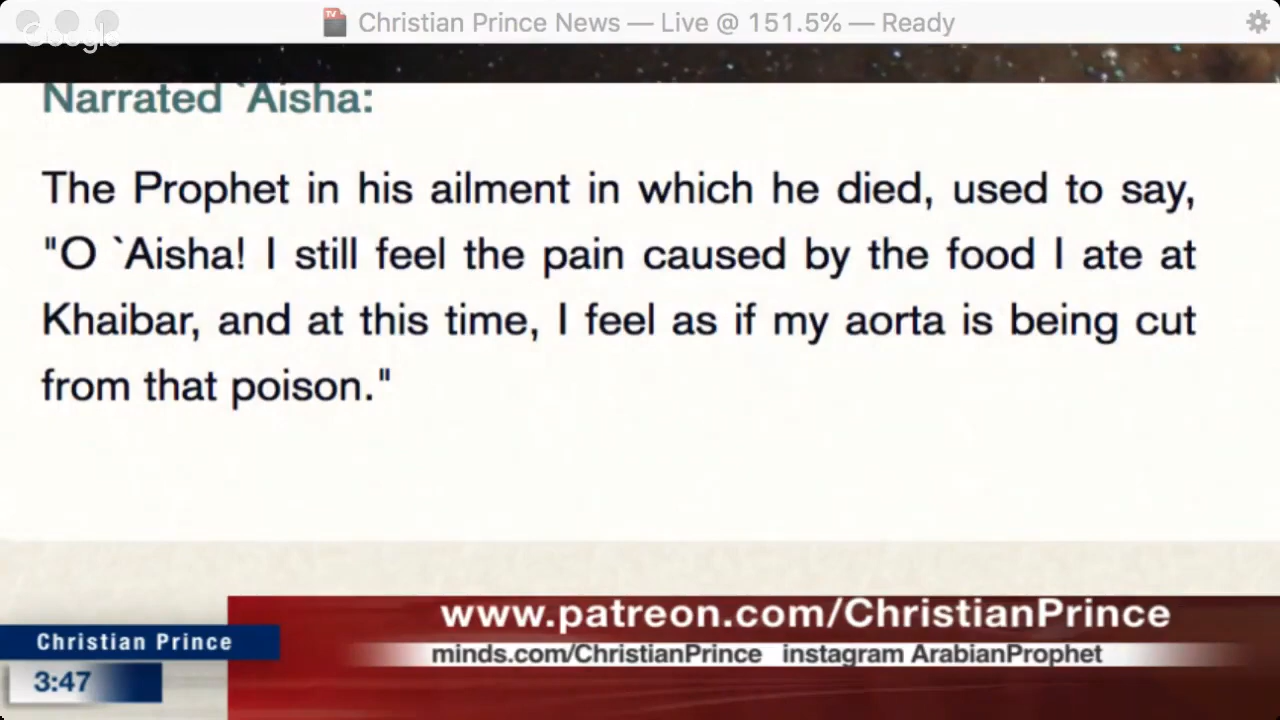 Christian Prince News — Live @ 151.5% — Ready
Google
Narrated `Aisha:
The Prophet in his ailment in which he died, used to say,
"O `Aisha! I still feel the pain caused by the food I ate at
Khaibar, and at this time, I feel as if my aorta is being cut
from that poison."
www.patreon.com/ChristianPrince
Christian Prince
minds.com/ChristianPrince instagram ArabianProphet
3:47